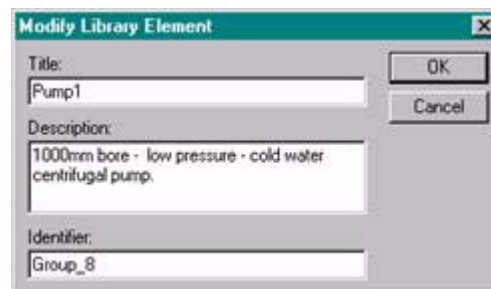 Modify Library Element
Title:
OK
Pump1
Cancel
Description:
1000mm bore - low pressure - cold water
centrifugal pump.
Identifier:
Group_8